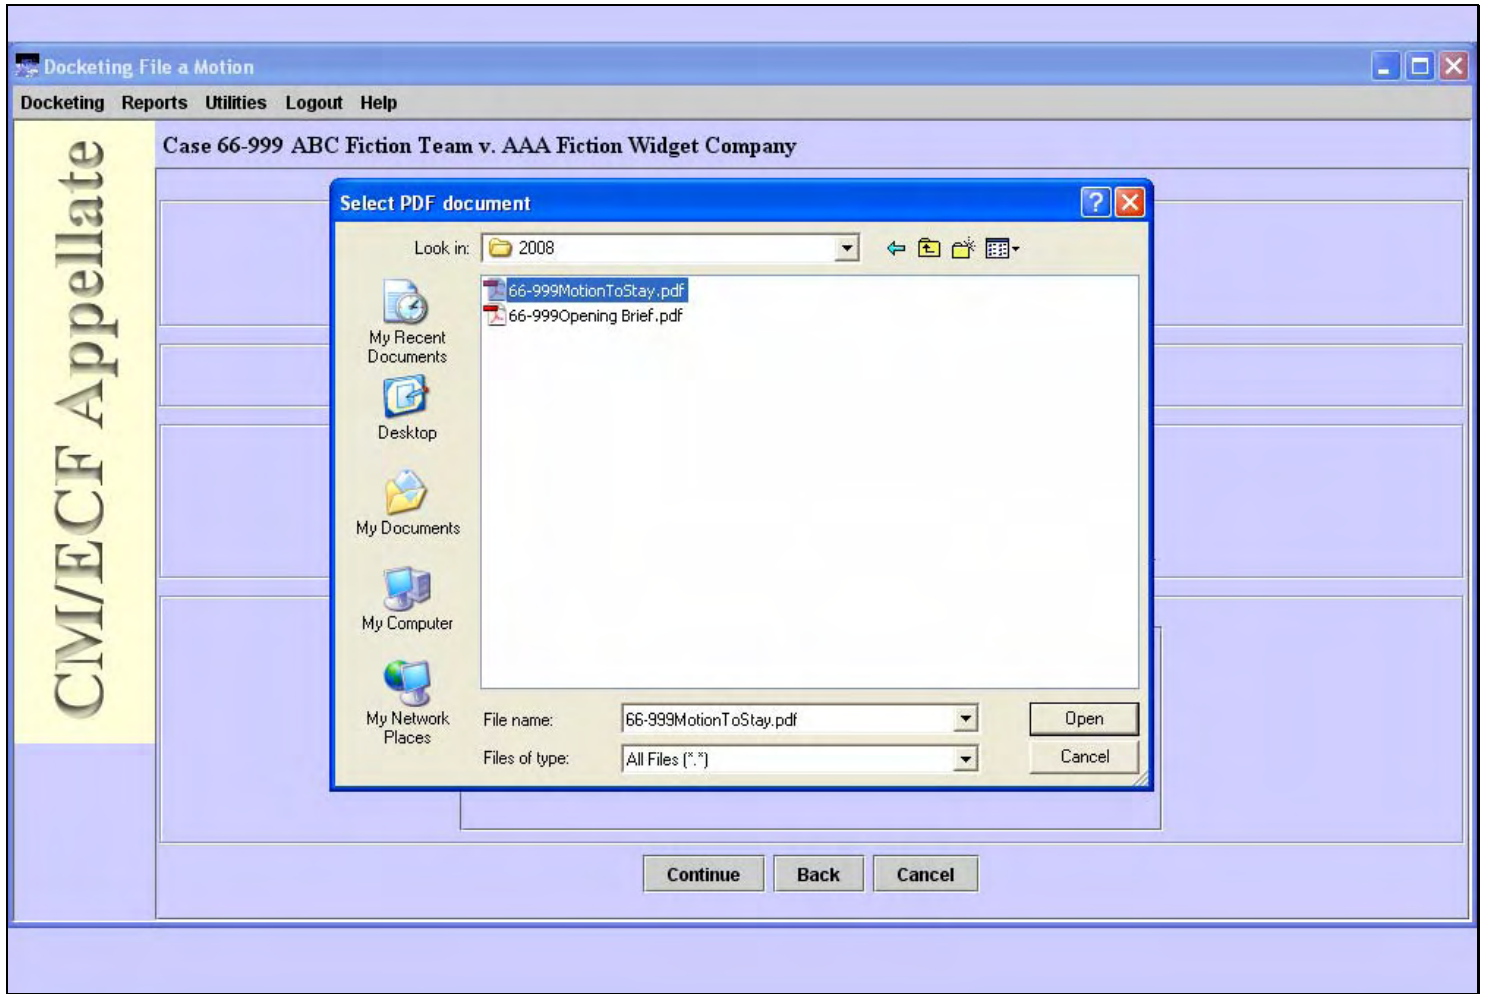 Docketing File a Motion
Docketing Reports Utilities Logout Help
CM/ECF Appellate
Case 66-999 ABC Fiction Team v. AAA Fiction Widget Company
Select PDF document
Look in: 2008
66-999MotionToStay.pdf
66-999Opening Brief.pdf
My Recent
Documents
Desktop
My Documents
My Computer
My Network
Places
File name: 66-999MotionToStay.pdf Open
Files of type: All Files (*.*) Cancel
Continue Back Cancel